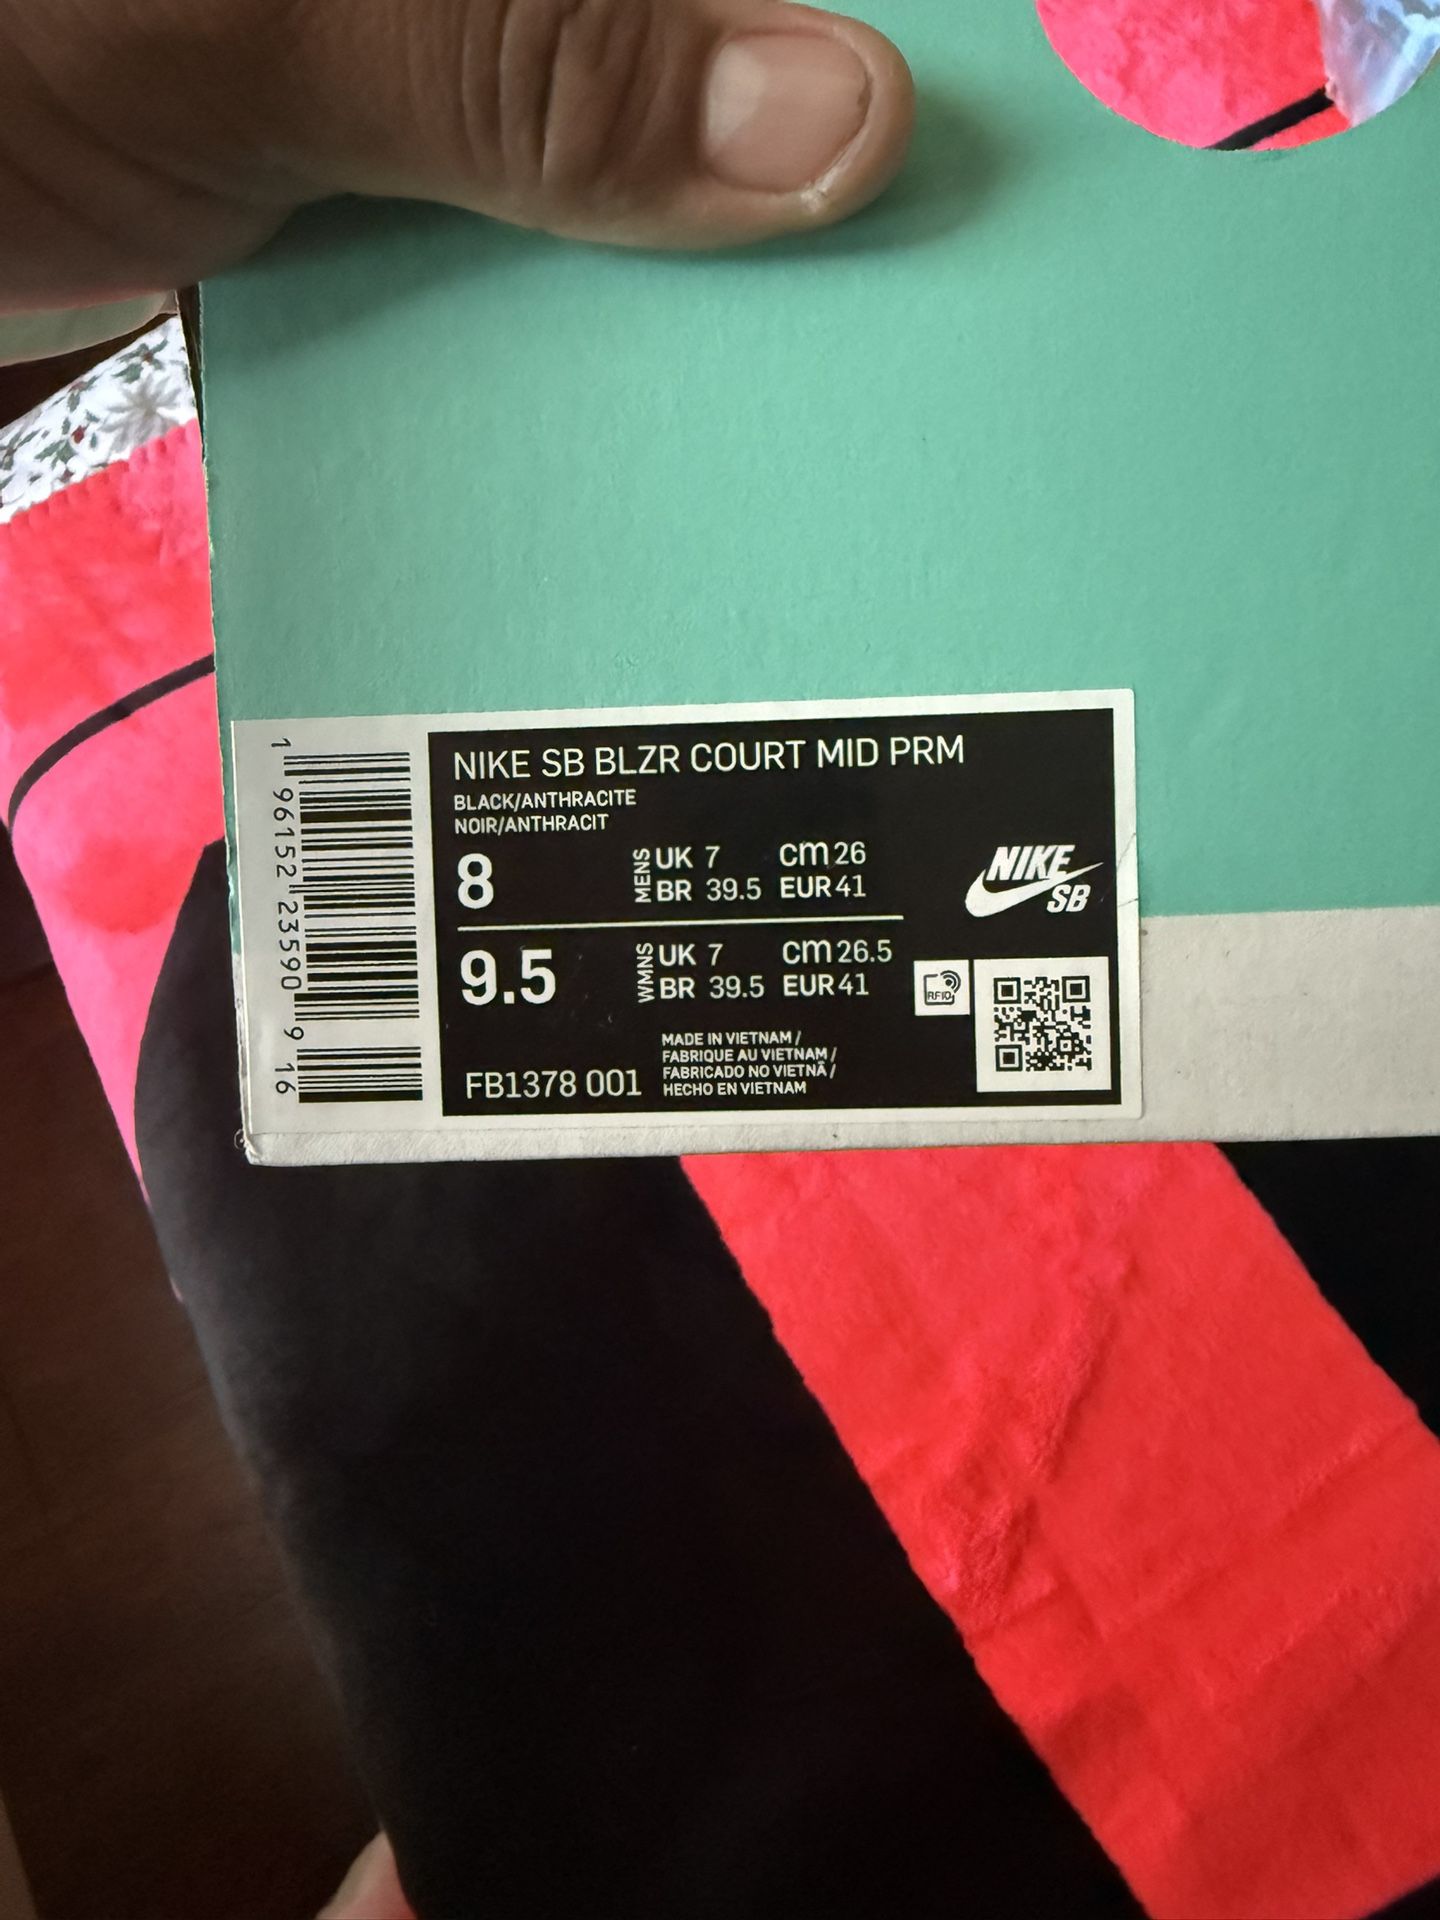 NIKE SB BLZR COURT MID PRM
BLACK/ANTHRACITE
NOIR/ANTHRACIT
8 MENS UK 7 cm 26
BR 39.5 EUR 41
9.5 WMNS UK 7 cm 26.5
BR 39.5 EUR 41
NIKE
SB
RFID
FB1378 001
MADE IN VIETNAM /
FABRIQUE AU VIETNAM /
FABRICADO NO VIETNÃ /
HECHO EN VIETNAM
1 96152 23590 9 16